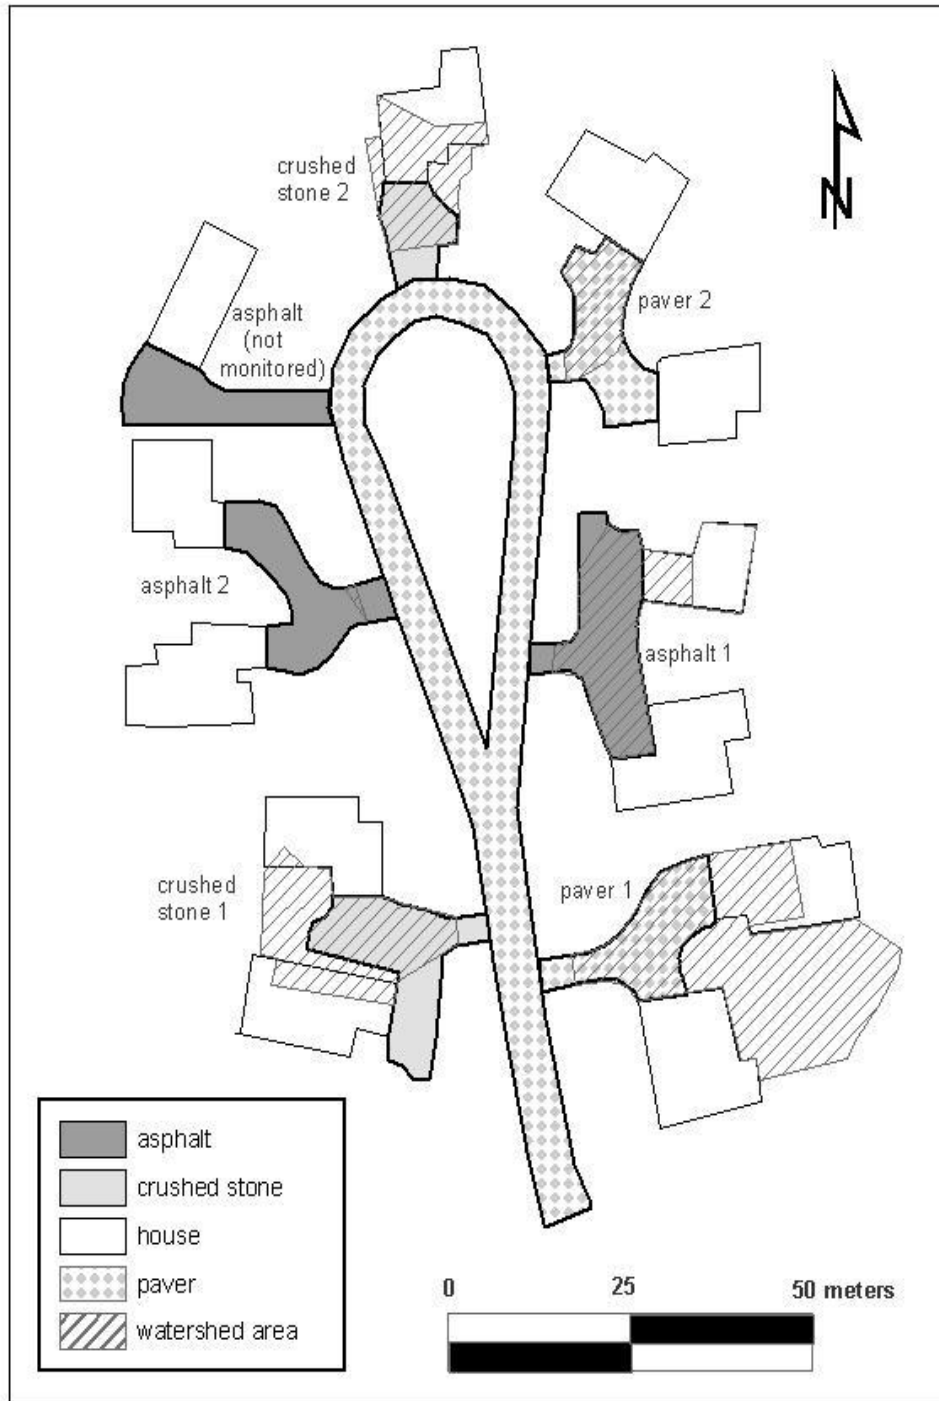 crushed
stone 2
N
asphalt
(not
monitored)
paver 2
asphalt 2
asphalt 1
crushed
stone 1
paver 1
asphalt
crushed stone
house
paver
watershed area
0 25 50 meters